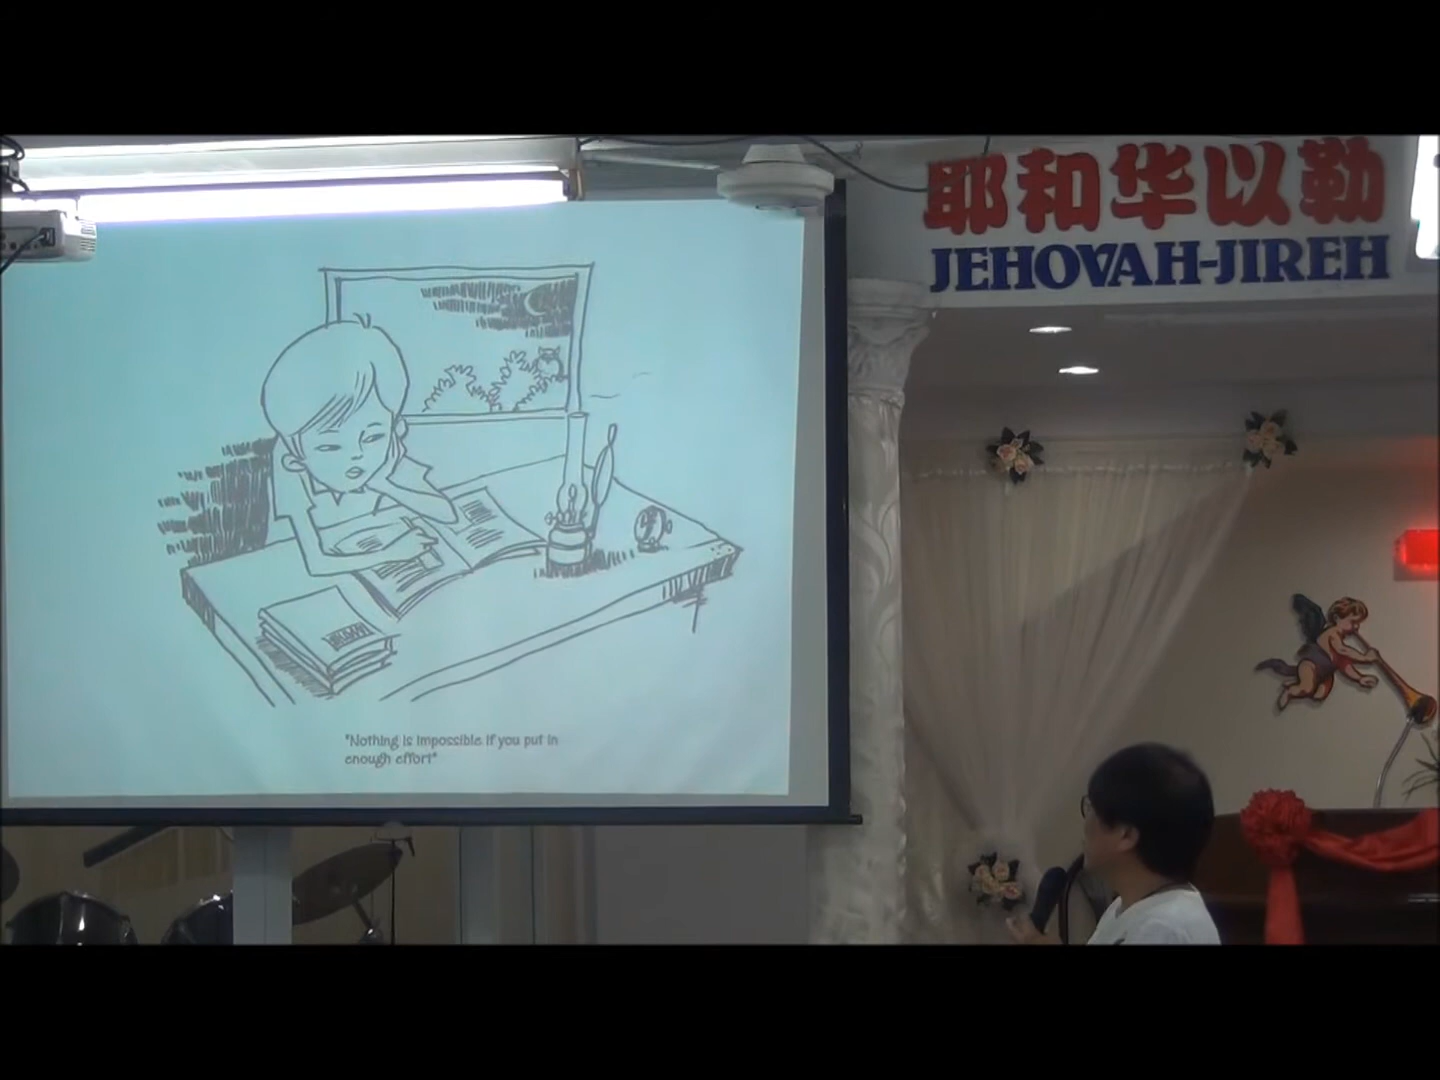 耶和华以勒
JEHOVAH-JIREH
"Nothing is impossible if you put in
enough effort"